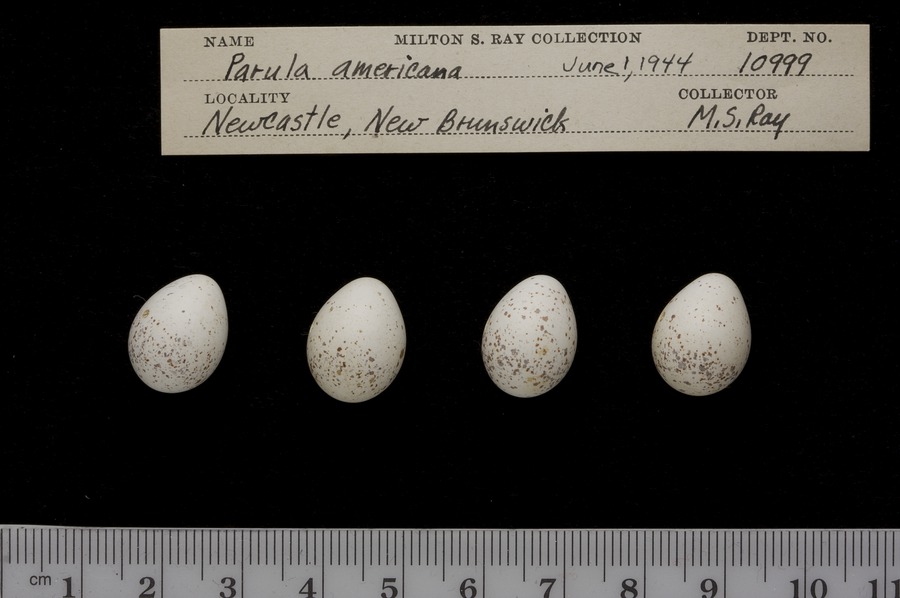 NAME MILTON S. RAY COLLECTION DEPT. NO.
Parula americana June 1, 1944 10999
LOCALITY COLLECTOR
Newcastle, New Brunswick M.S. Ray
cm 1 2 3 4 5 6 7 8 9 10 11